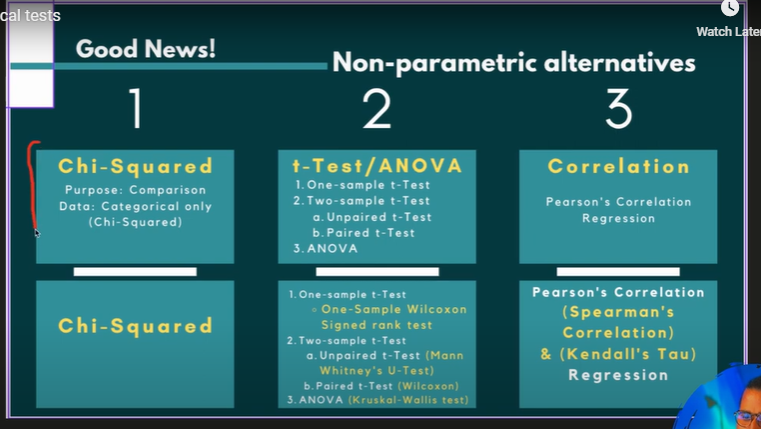 cal tests
Watch Later
Good News!
Non-parametric alternatives
1
2
3
Chi-Squared
Purpose: Comparison
Data: Categorical only
(Chi-Squared)
t-Test/ANOVA
1. One-sample t-Test
2. Two-sample t-Test
a. Unpaired t-Test
b. Paired t-Test
3. ANOVA
Correlation
Pearson's Correlation
Regression
Chi-Squared
1. One-sample t-Test
One-Sample Wilcoxon
Signed rank test
2. Two-sample t-Test
a. Unpaired t-Test (Mann
Whitney's U-Test)
b. Paired t-Test (Wilcoxon)
3. ANOVA (Kruskal-Wallis test)
Pearson's Correlation
(Spearman's
Correlation)
& (Kendall's Tau)
Regression